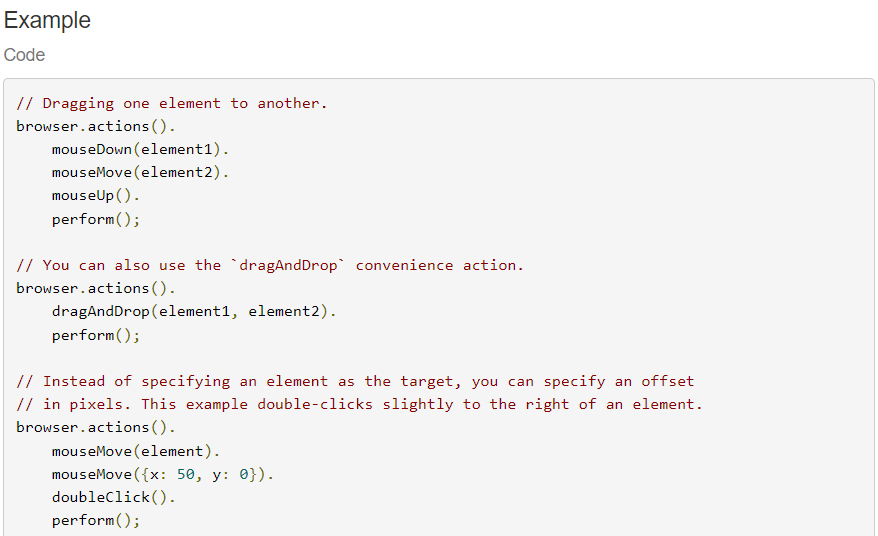 Example
Code
// Dragging one element to another.
browser.actions().
    mouseDown(element1).
    mouseMove(element2).
    mouseUp().
    perform();

// You can also use the `dragAndDrop` convenience action.
browser.actions().
    dragAndDrop(element1, element2).
    perform();

// Instead of specifying an element as the target, you can specify an offset
// in pixels. This example double-clicks slightly to the right of an element.
browser.actions().
    mouseMove(element).
    mouseMove({x: 50, y: 0}).
    doubleClick().
    perform();